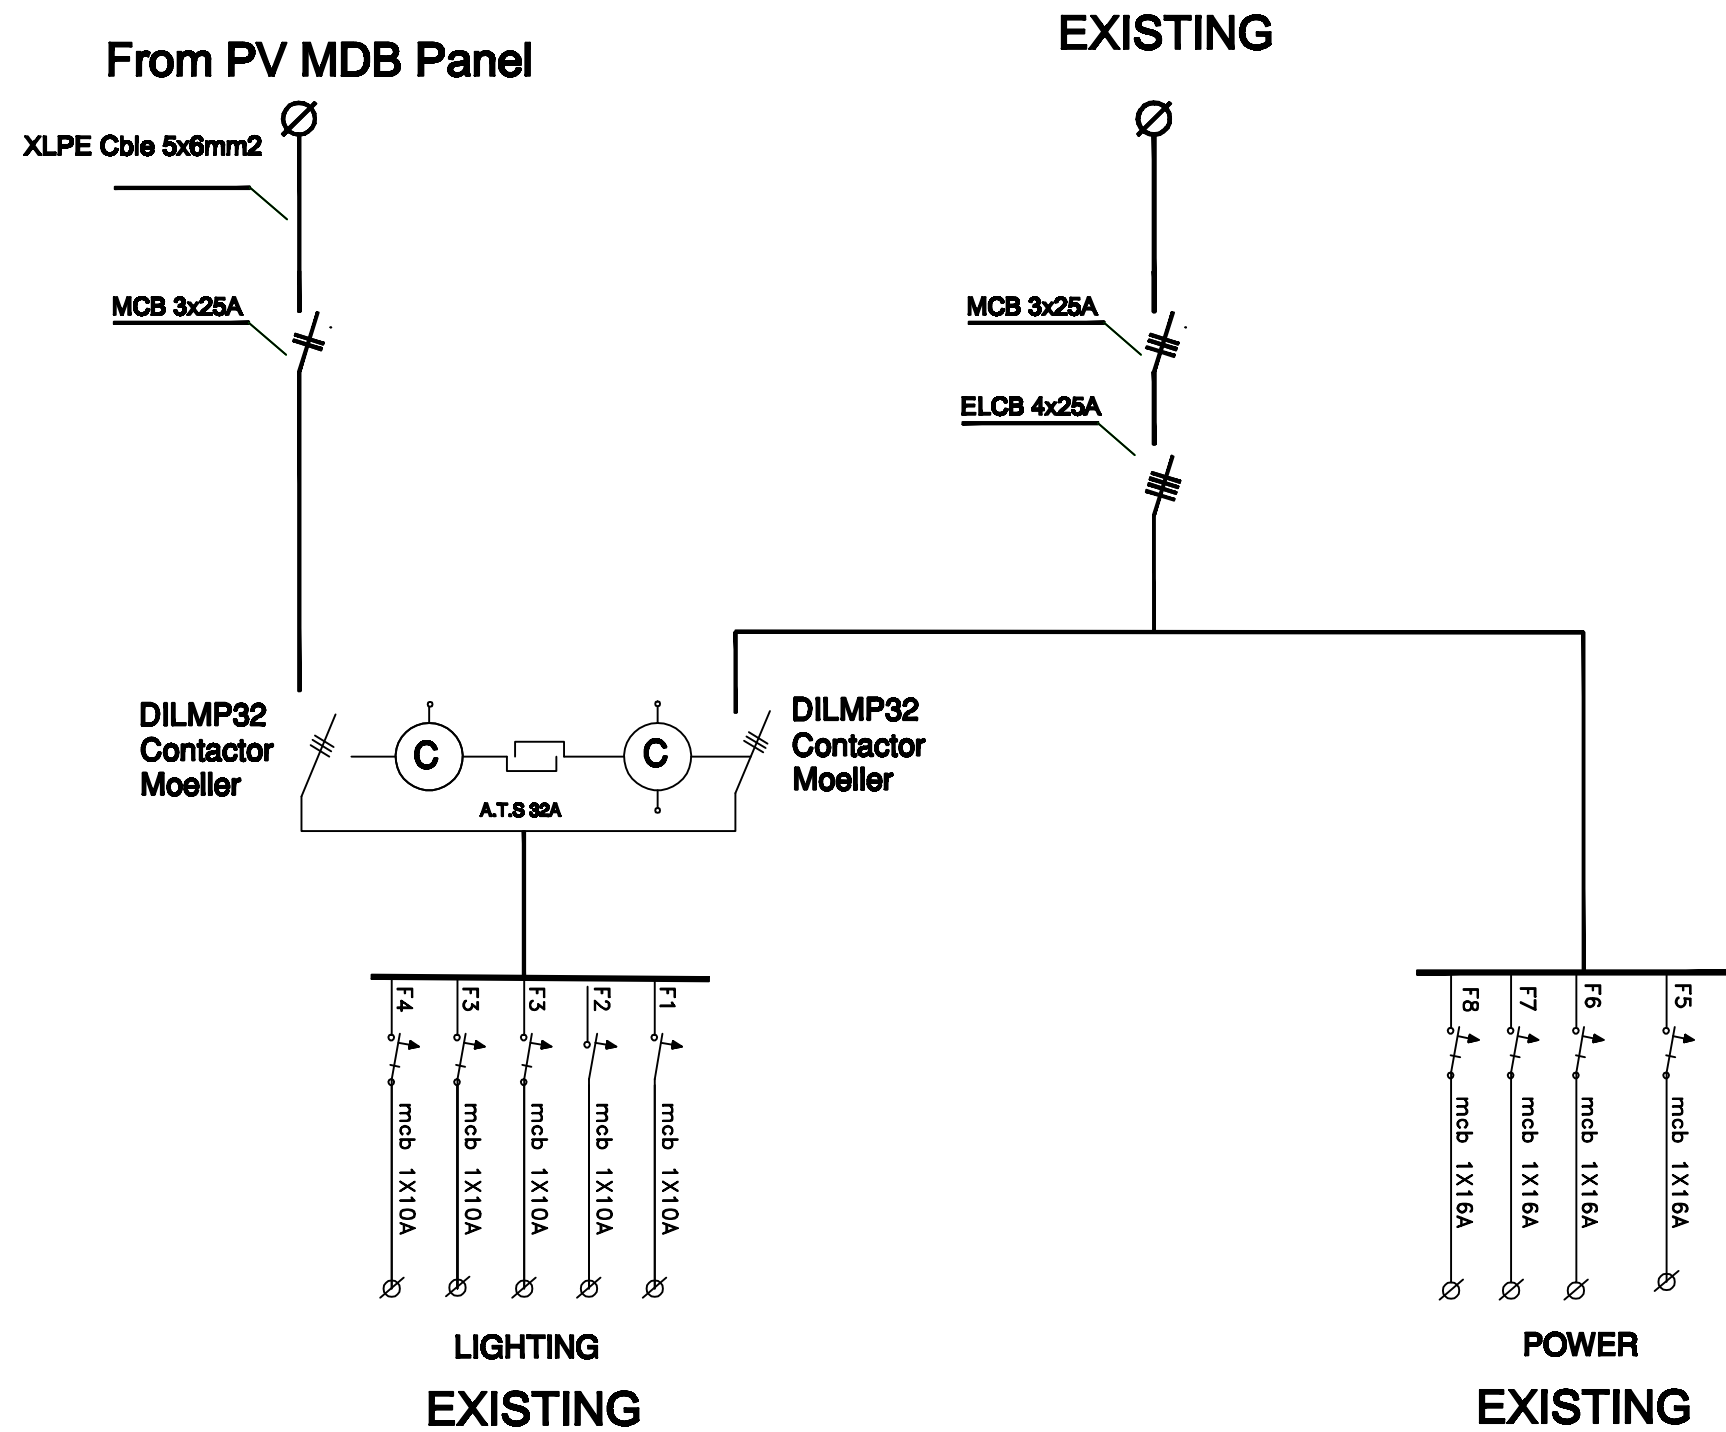 EXISTING
From PV MDB Panel
XLPE Cble 5x6mm2
MCB 3x25A
MCB 3x25A
ELCB 4x25A
DILMP32
Contactor
Moeller
C
C
DILMP32
Contactor
Moeller
A.T.S 32A
F4
F3
F3
F2
F1
F8
F7
F6
F5
mcb 1X10A
mcb 1X10A
mcb 1X10A
mcb 1X10A
mcb 1X10A
mcb 1X16A
mcb 1X16A
mcb 1X16A
mcb 1X16A
LIGHTING
EXISTING
POWER
EXISTING